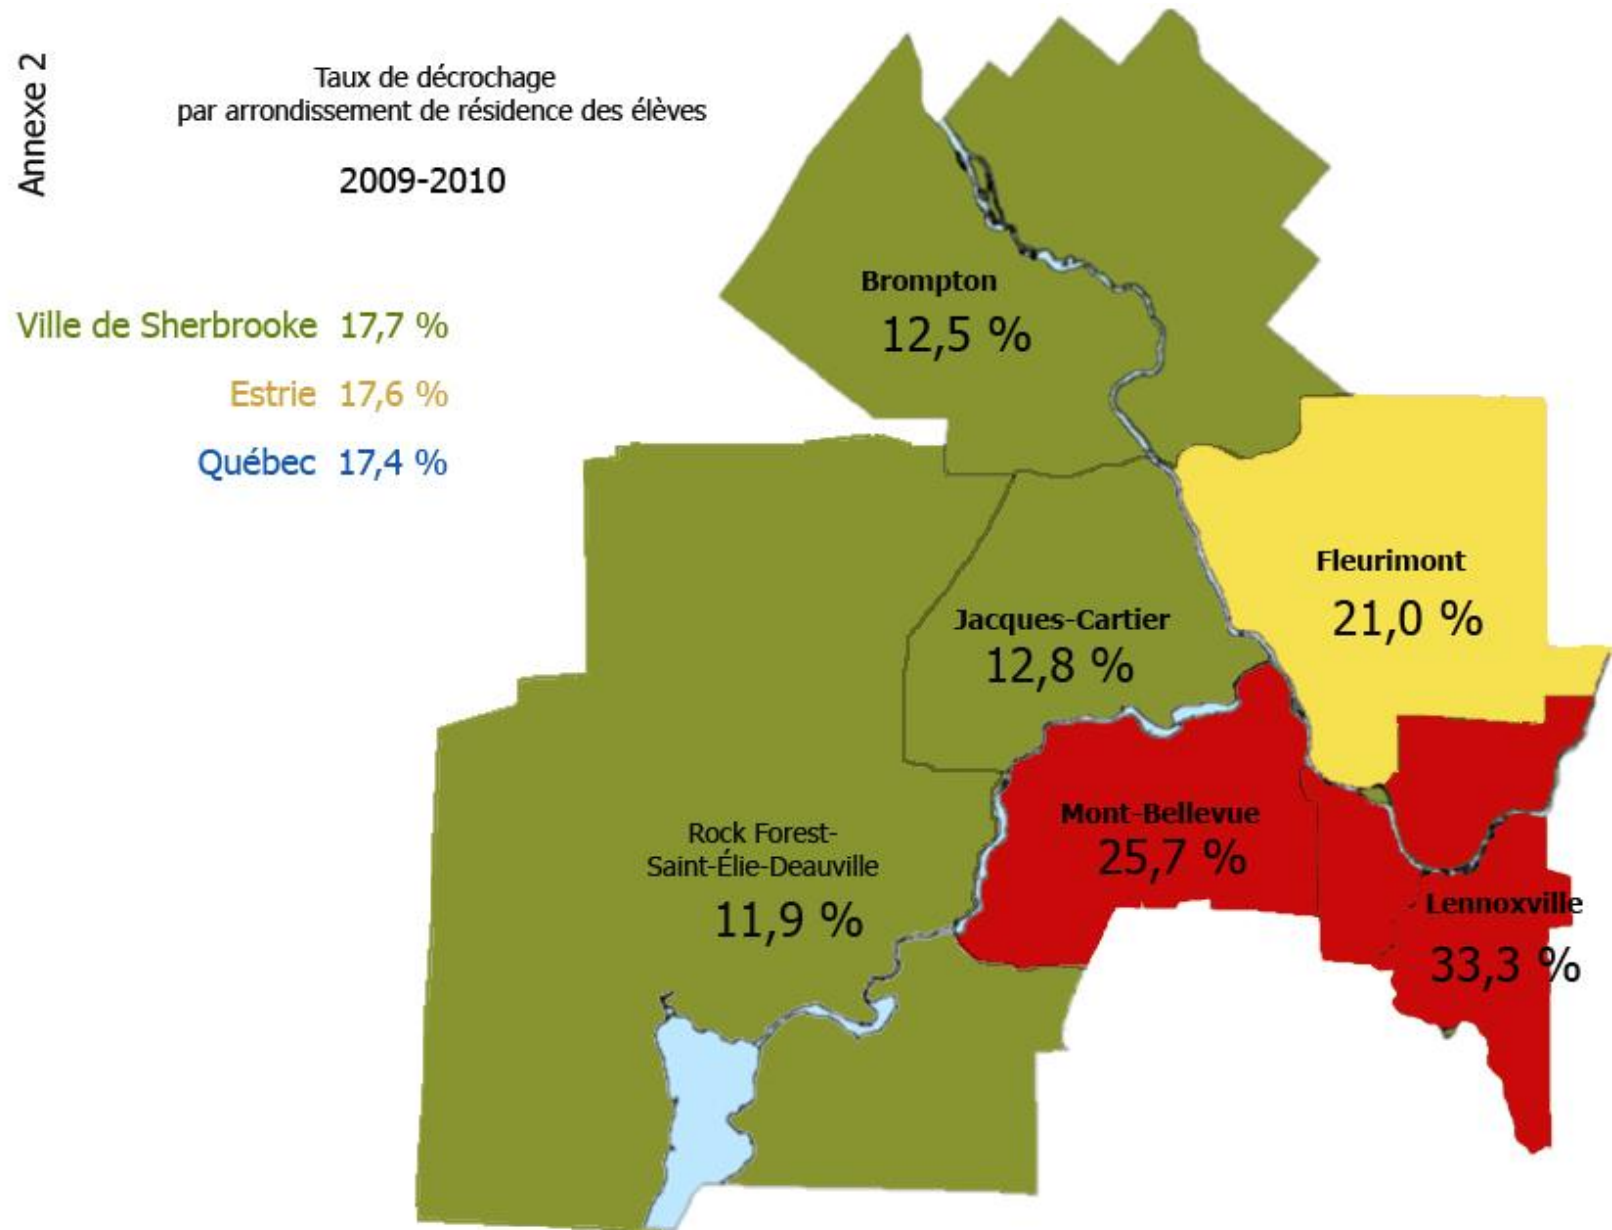 Annexe 2
Taux de décrochage
par arrondissement de résidence des élèves
2009-2010
Ville de Sherbrooke 17,7 %
Estrie 17,6 %
Québec 17,4 %
Brompton
12,5 %
Fleurimont
21,0 %
Jacques-Cartier
12,8 %
Mont-Bellevue
25,7 %
Rock Forest-
Saint-Élie-Deauville
11,9 %
Lennoxville
33,3 %